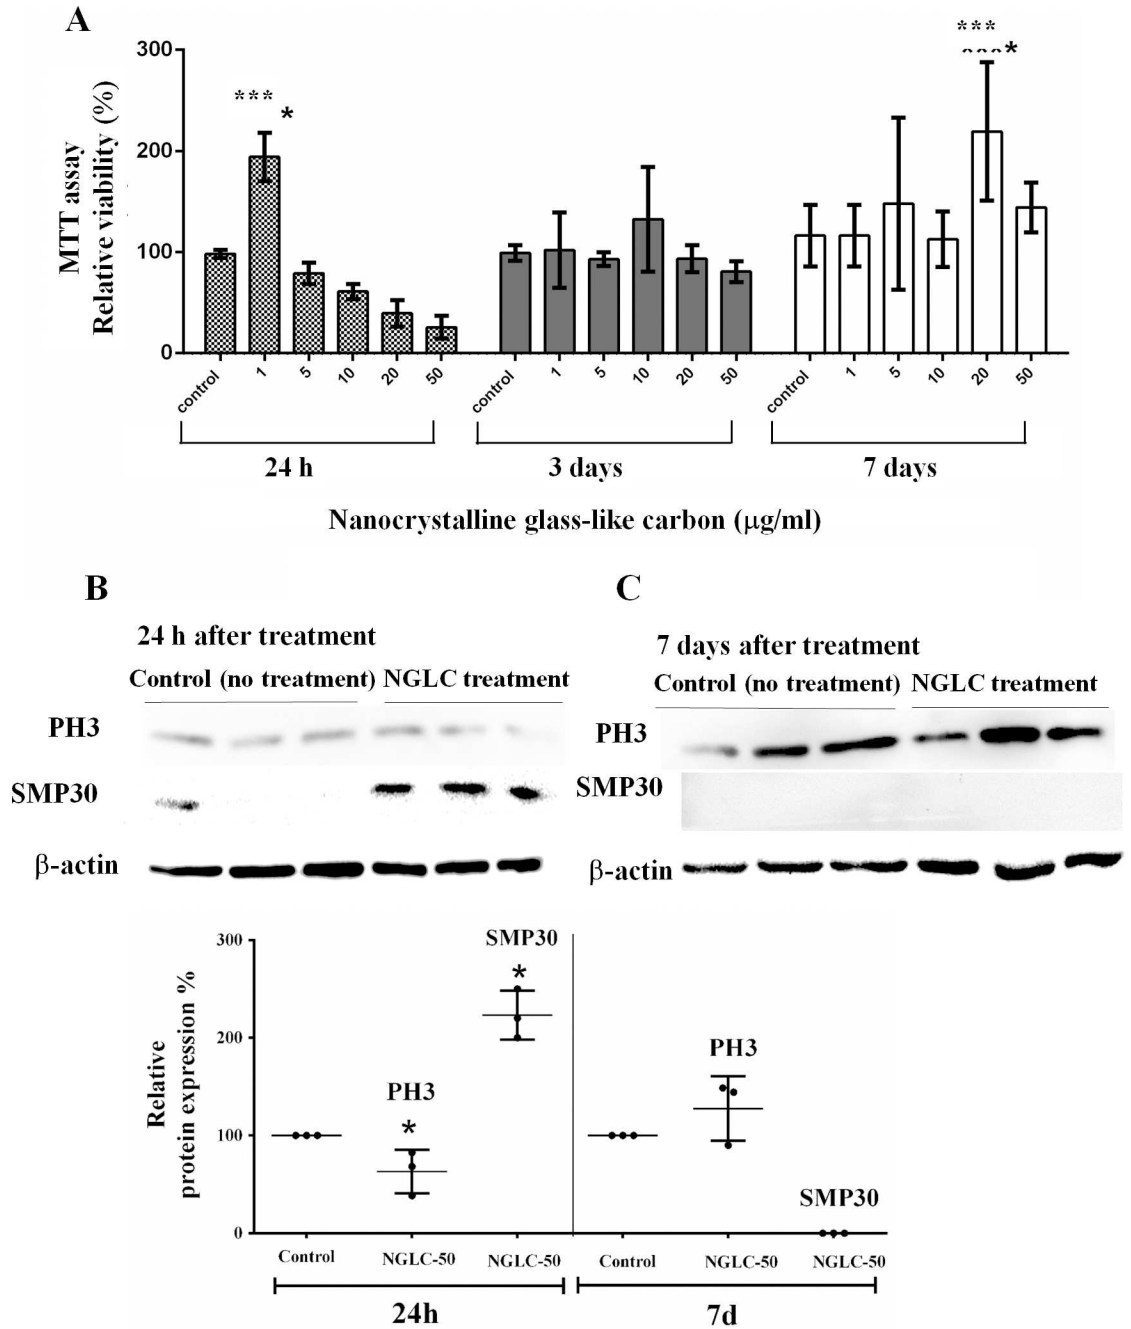 A
MTT assay
Relative viability (%)
300
200
100
0
***
*
***
*
control 1 5 10 20 50
control 1 5 10 20 50
control 1 5 10 20 50
24 h 3 days 7 days
Nanocrystalline glass-like carbon (μg/ml)
B
24 h after treatment
Control (no treatment) NGLC treatment
PH3
SMP30
β-actin
C
7 days after treatment
Control (no treatment) NGLC treatment
PH3
SMP30
β-actin
Relative
protein expression %
300
200
100
0
PH3
*
SMP30
*
PH3
SMP30
Control NGLC-50 NGLC-50 Control NGLC-50 NGLC-50
24h 7d